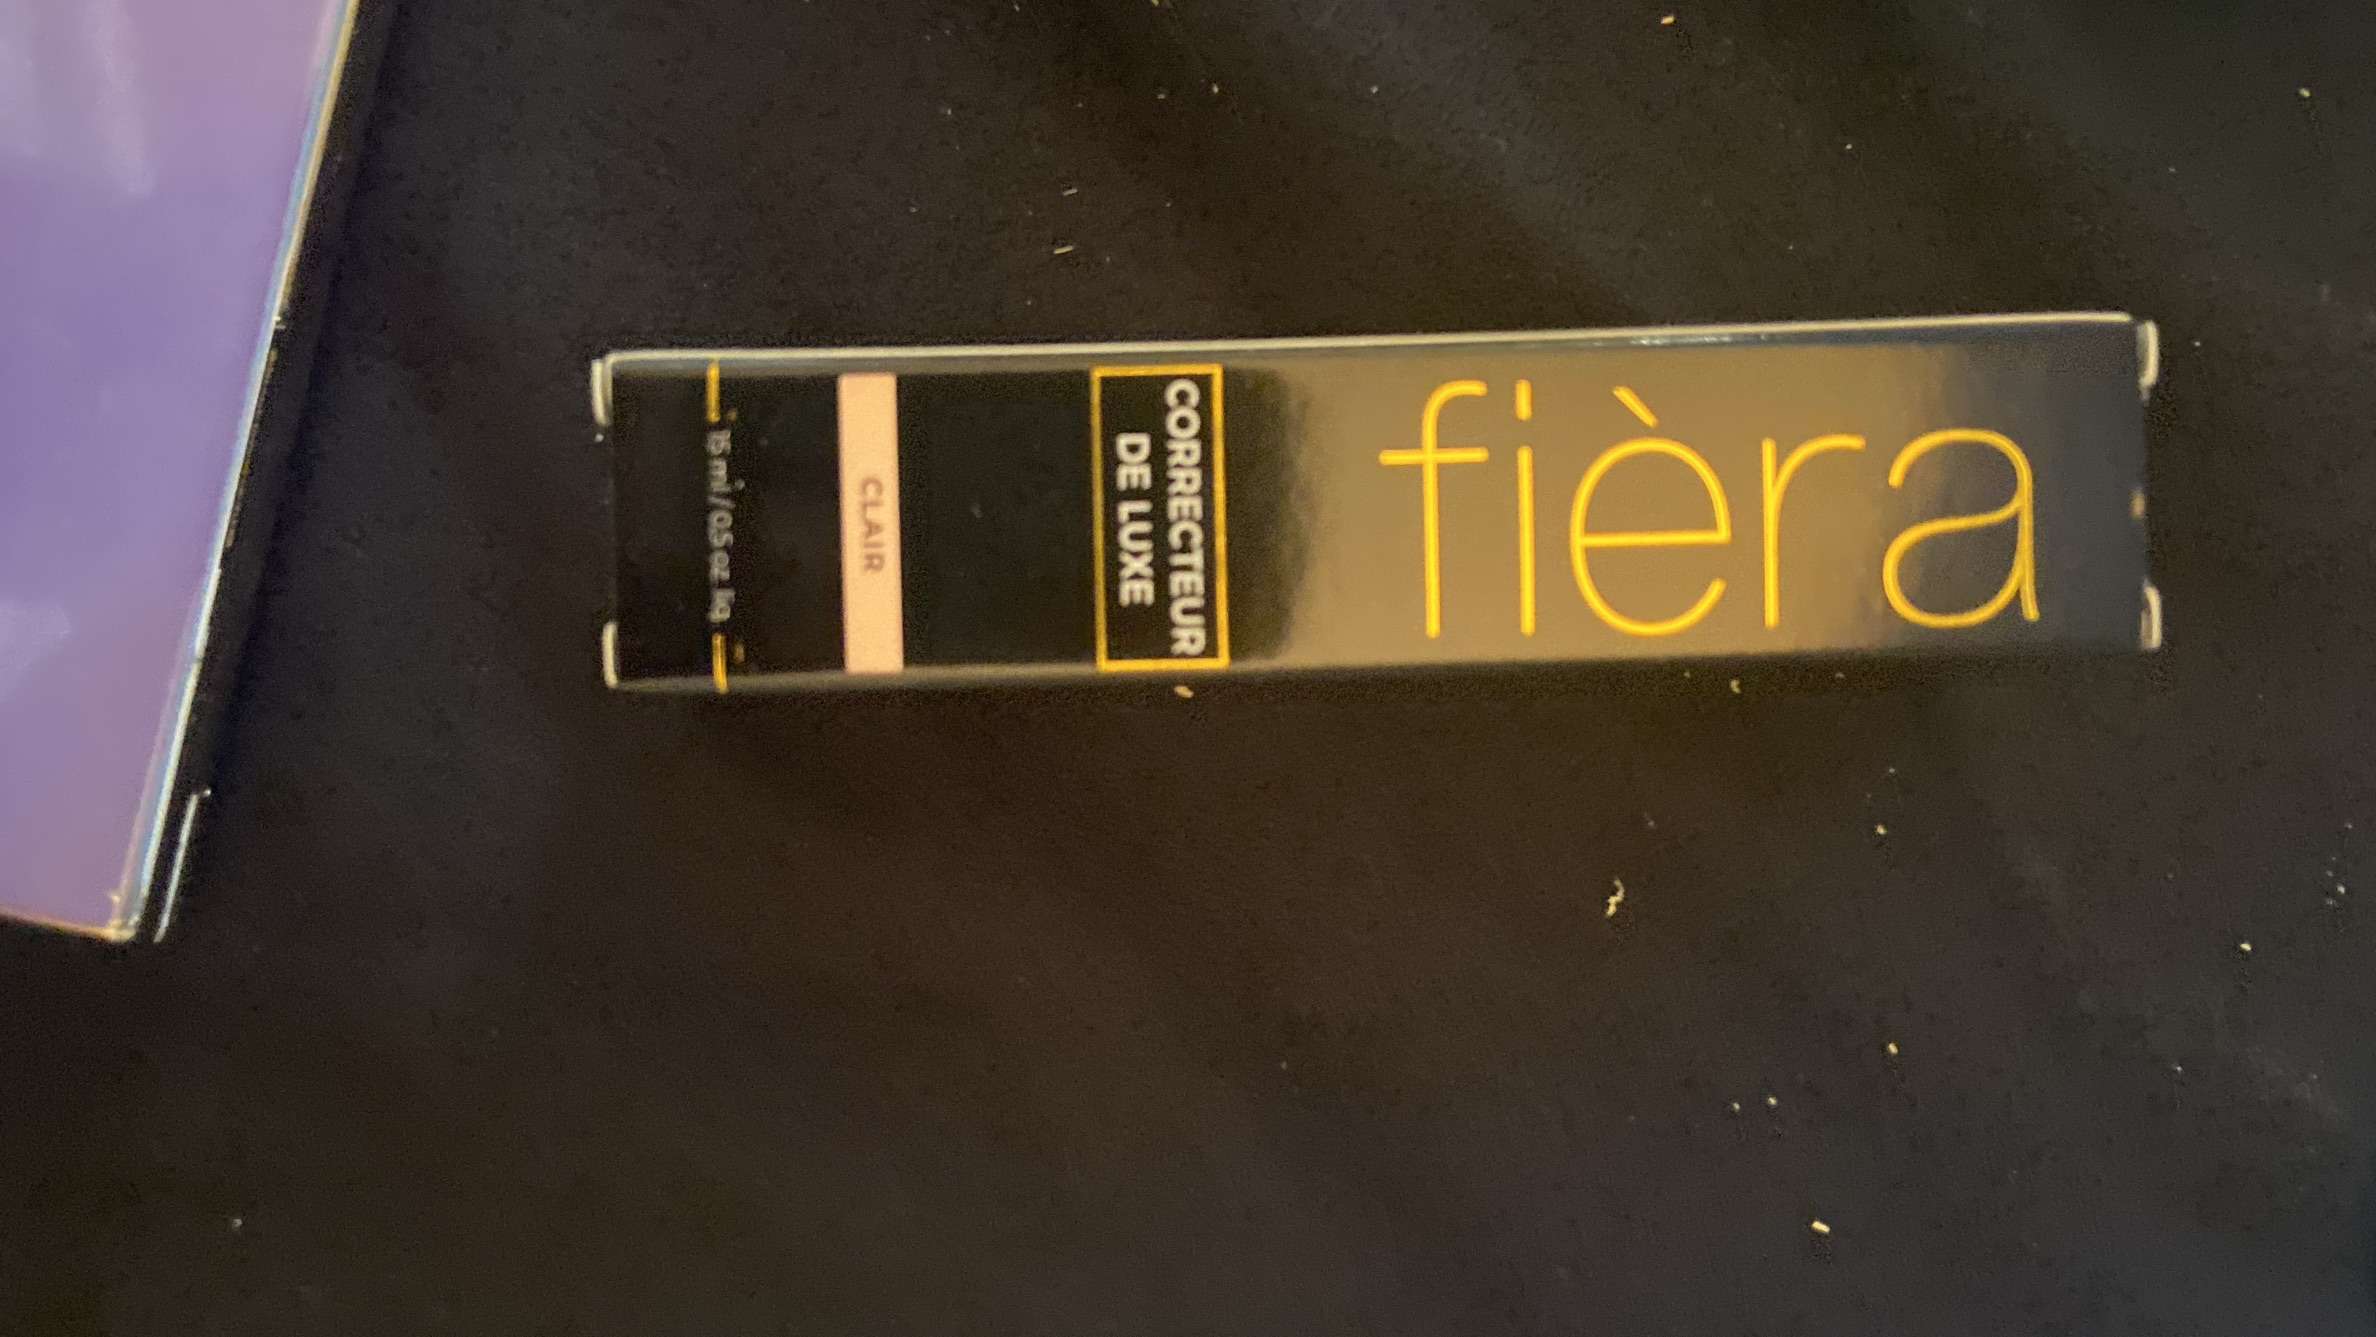 fièra
CORRECTEUR
DE LUXE
CLAIR
15 ml / 0.5 oz. liq.